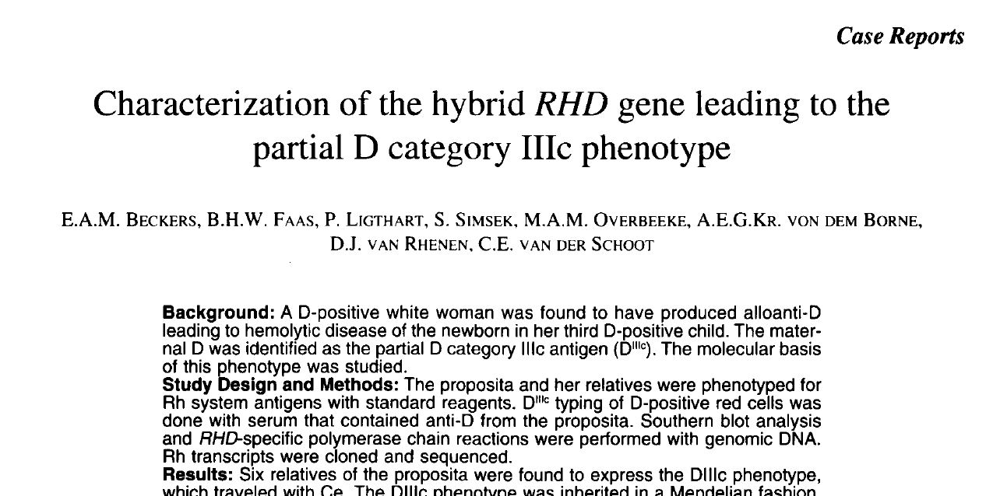 Case Reports
Characterization of the hybrid RHD gene leading to the
partial D category IIIc phenotype
E.A.M. BECKERS, B.H.W. FAAS, P. LIGTHART, S. SIMSEK, M.A.M. OVERBEEKE, A.E.G.KR. VON DEM BORNE,
D.J. VAN RHENEN, C.E. VAN DER SCHOOT
Background: A D-positive white woman was found to have produced alloanti-D
leading to hemolytic disease of the newborn in her third D-positive child. The mater-
nal D was identified as the partial D category IIIc antigen (Dᴵᴵᴵᶜ). The molecular basis
of this phenotype was studied.
Study Design and Methods: The proposita and her relatives were phenotyped for
Rh system antigens with standard reagents. Dᴵᴵᴵᶜ typing of D-positive red cells was
done with serum that contained anti-D from the proposita. Southern blot analysis
and RHD-specific polymerase chain reactions were performed with genomic DNA.
Rh transcripts were cloned and sequenced.
Results: Six relatives of the proposita were found to express the DIIIc phenotype,
which traveled with Ce. The DIIIc phenotype was inherited in a Mendelian fashion.